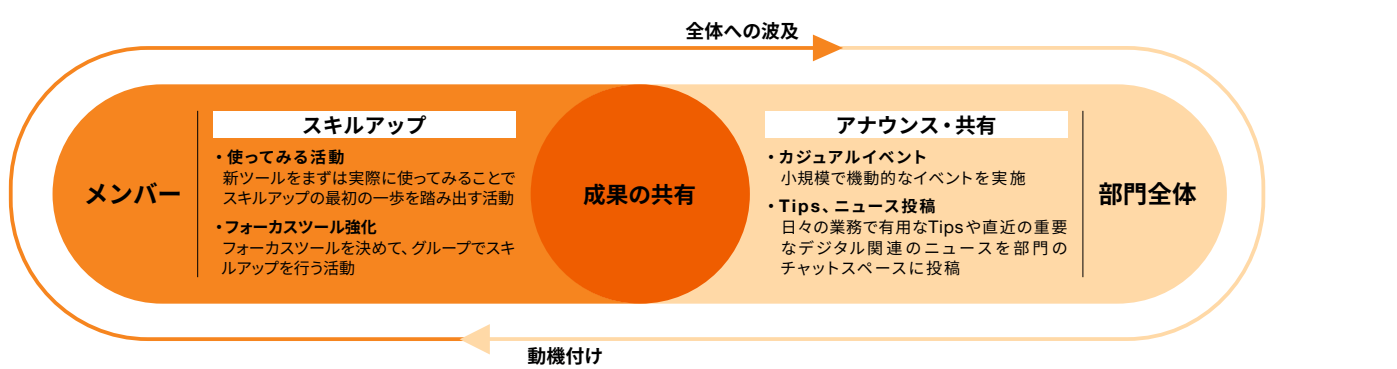 全体への波及
メンバー
スキルアップ
・使ってみる活動
新ツールをまずは実際に使ってみることで
スキルアップの最初の一歩を踏み出す活動
・フォーカスツール強化
フォーカスツールを決めて、グループでスキ
ルアップを行う活動
成果の共有
アナウンス・共有
・カジュアルイベント
小規模で機動的なイベントを実施
・Tips、ニュース投稿
日々の業務で有用なTipsや直近の重要
なデジタル関連のニュースを部門の
チャットスペースに投稿
部門全体
動機付け